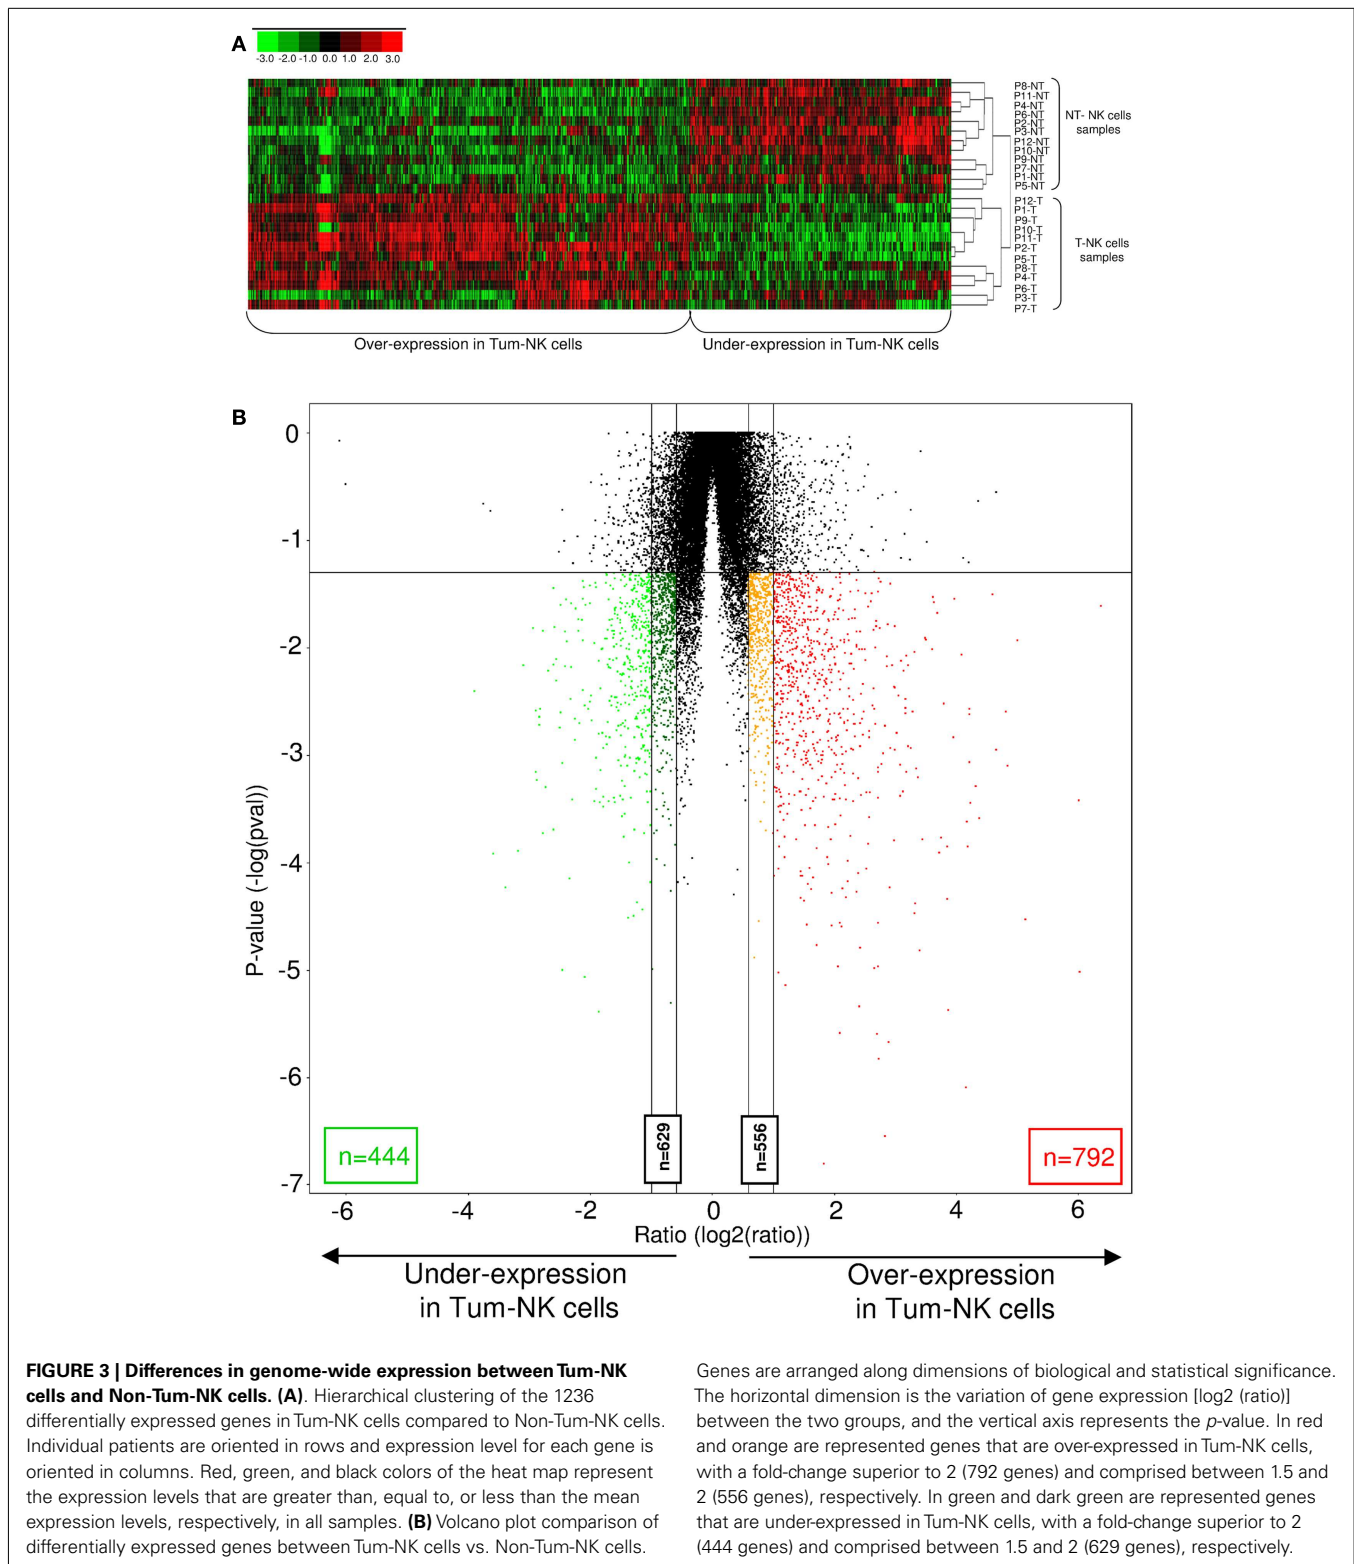 A
-3.0 -2.0 -1.0 0.0 1.0 2.0 3.0
P8-NT
P11-NT
P4-NT
P6-NT
P2-NT
P3-NT
P12-NT
P10-NT
P9-NT
P7-NT
P1-NT
P5-NT
NT- NK cells
samples
P12-T
P1-T
P9-T
P10-T
P11-T
P2-T
P5-T
P8-T
P4-T
P6-T
P3-T
P7-T
T-NK cells
samples
Over-expression in Tum-NK cells
Under-expression in Tum-NK cells
B
0
-1
-2
-3
-4
-5
-6
-7
P-value (-log(pval))
n=444
n=629
n=556
n=792
-6 -4 -2 0 2 4 6
Ratio (log2(ratio))
Under-expression
in Tum-NK cells
Over-expression
in Tum-NK cells
FIGURE 3 | Differences in genome-wide expression between Tum-NK
cells and Non-Tum-NK cells. (A). Hierarchical clustering of the 1236
differentially expressed genes in Tum-NK cells compared to Non-Tum-NK cells.
Individual patients are oriented in rows and expression level for each gene is
oriented in columns. Red, green, and black colors of the heat map represent
the expression levels that are greater than, equal to, or less than the mean
expression levels, respectively, in all samples. (B) Volcano plot comparison of
differentially expressed genes between Tum-NK cells vs. Non-Tum-NK cells.
Genes are arranged along dimensions of biological and statistical significance.
The horizontal dimension is the variation of gene expression [log2 (ratio)]
between the two groups, and the vertical axis represents the p-value. In red
and orange are represented genes that are over-expressed in Tum-NK cells,
with a fold-change superior to 2 (792 genes) and comprised between 1.5 and
2 (556 genes), respectively. In green and dark green are represented genes
that are under-expressed in Tum-NK cells, with a fold-change superior to 2
(444 genes) and comprised between 1.5 and 2 (629 genes), respectively.